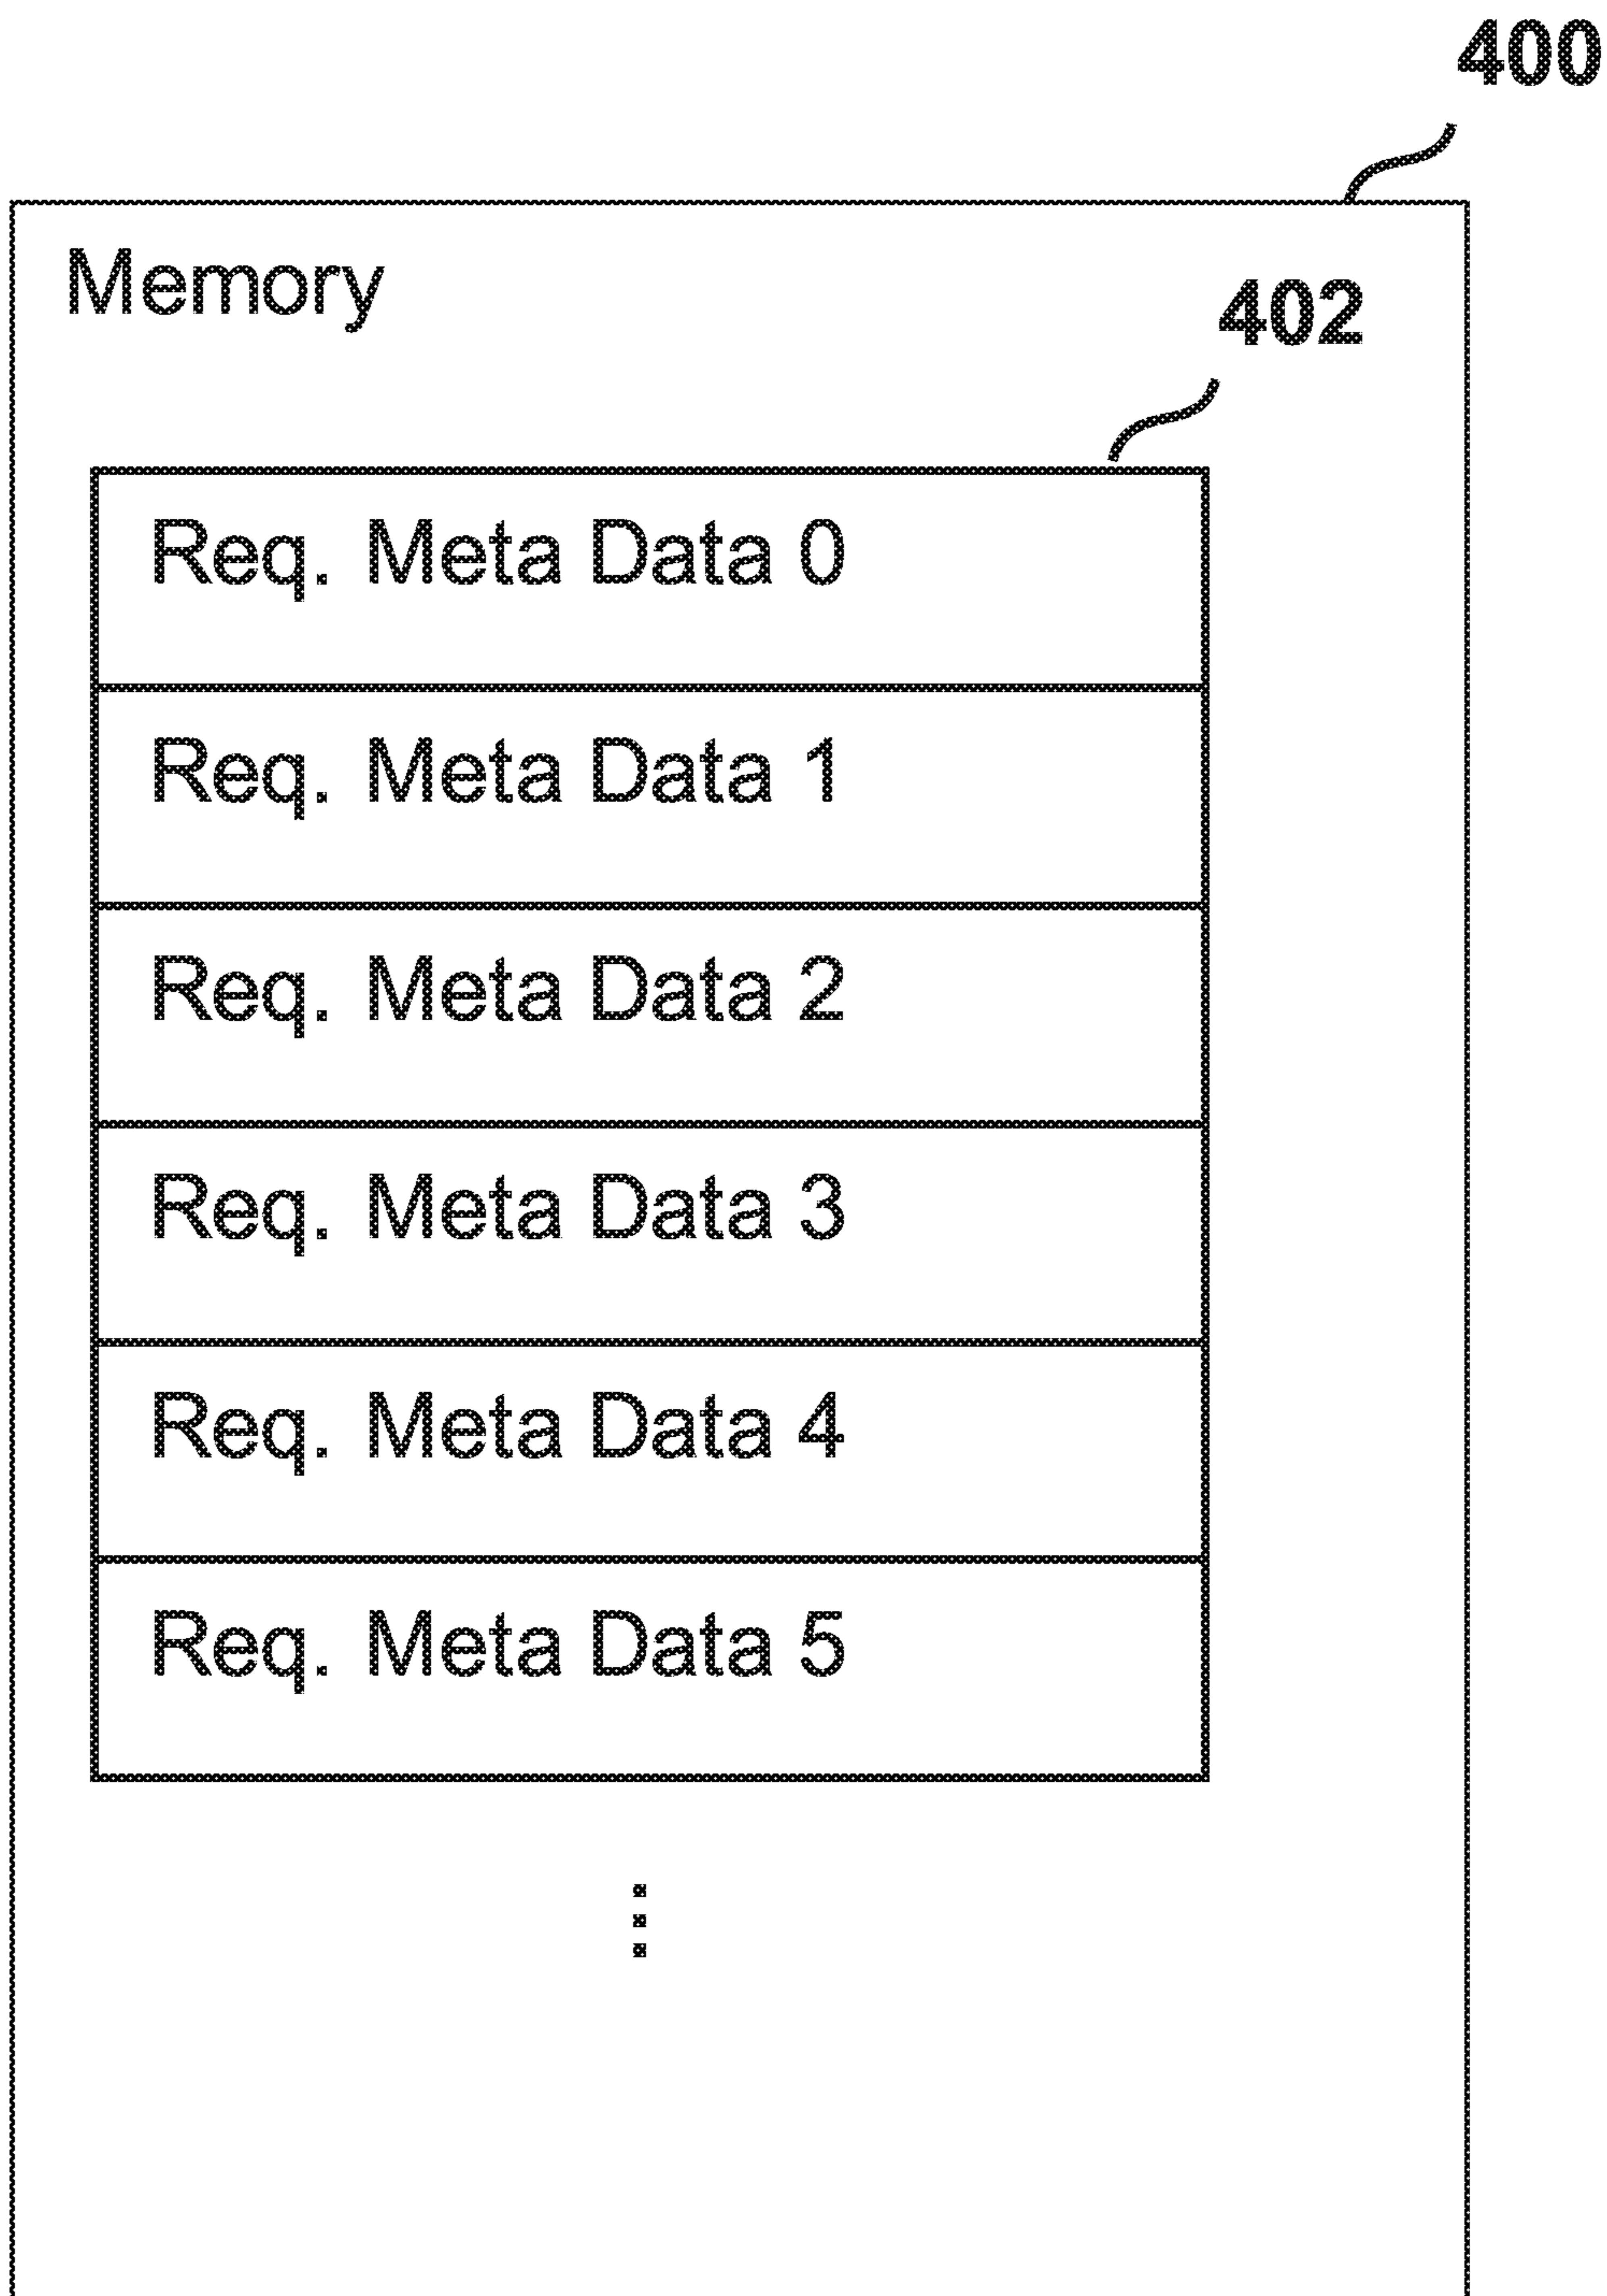 400
Memory
402
Req. Meta Data 0
Req. Meta Data 1
Req. Meta Data 2
Req. Meta Data 3
Req. Meta Data 4
Req. Meta Data 5